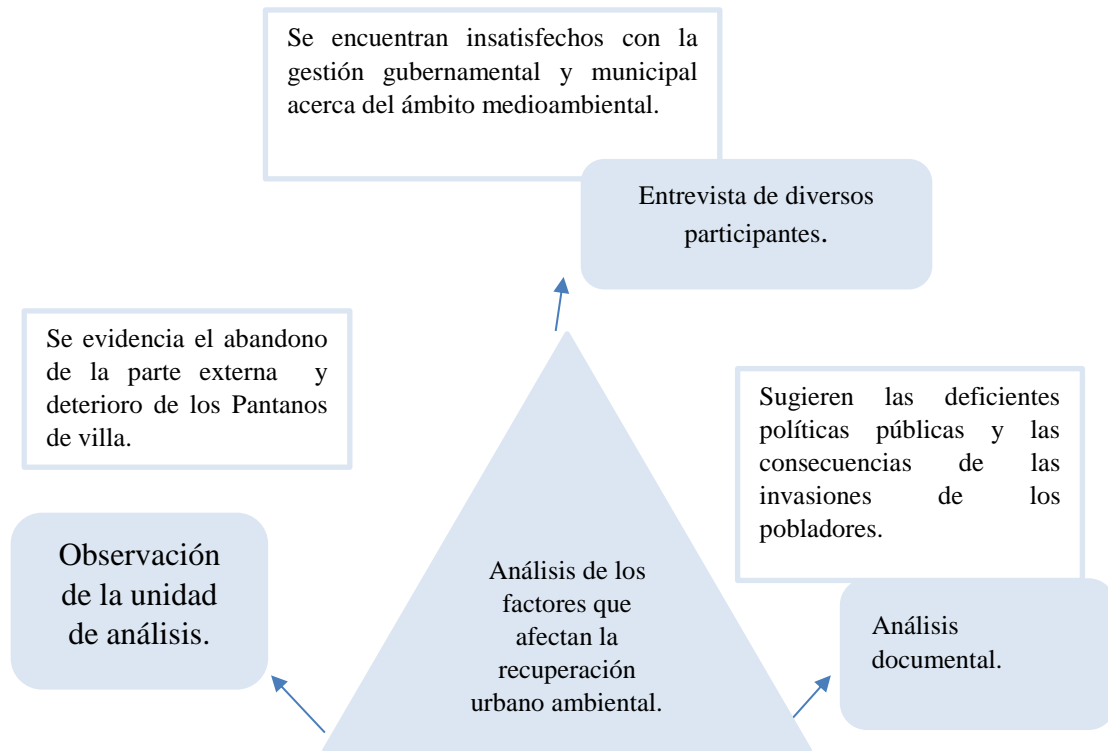 Se encuentran insatisfechos con la
gestión gubernamental y municipal
acerca del ámbito medioambiental.
Entrevista de diversos
participantes.
Se evidencia el abandono
de la parte externa y
deterioro de los Pantanos
de villa.
Sugieren las deficientes
políticas públicas y las
consecuencias de las
invasiones de los
pobladores.
Observación
de la unidad
de análisis.
Análisis de los
factores que
afectan la
recuperación
urbano ambiental.
Análisis
documental.